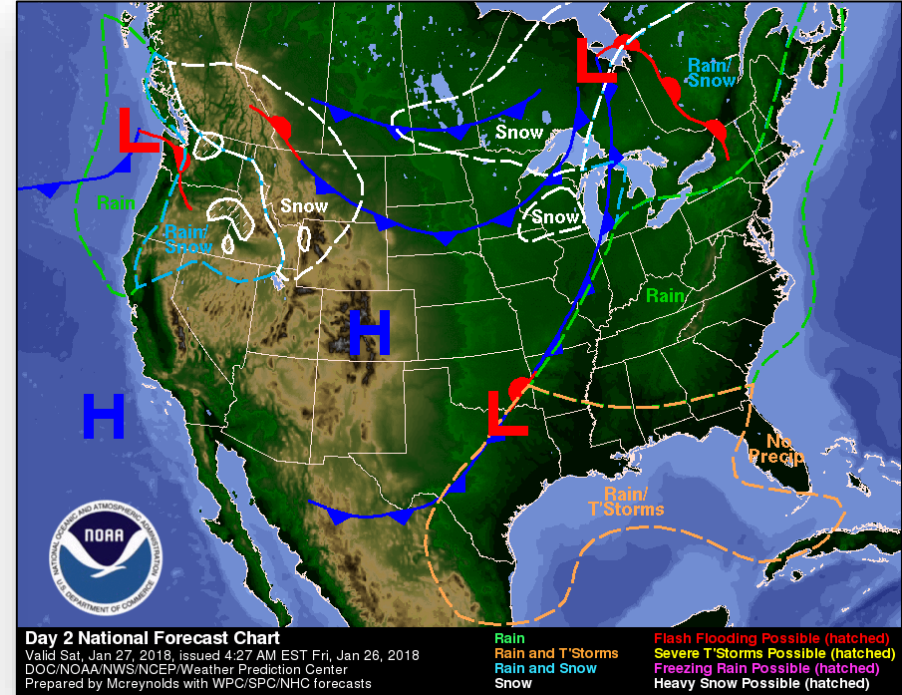 L
Rain/
Snow
L
Snow
Rain
Snow
Snow
Rain/
Snow
Rain
H
H
L
No
Precip
Rain/
T'Storms
NATIONAL OCEANIC AND ATMOSPHERIC ADMINISTRATION
NOAA
U.S. DEPARTMENT OF COMMERCE
Day 2 National Forecast Chart
Valid Sat, Jan 27, 2018, issued 4:27 AM EST Fri, Jan 26, 2018
DOC/NOAA/NWS/NCEP/Weather Prediction Center
Prepared by Mcreynolds with WPC/SPC/NHC forecasts
Rain
Rain and T'Storms
Rain and Snow
Snow
Flash Flooding Possible (hatched)
Severe T'Storms Possible (hatched)
Freezing Rain Possible (hatched)
Heavy Snow Possible (hatched)